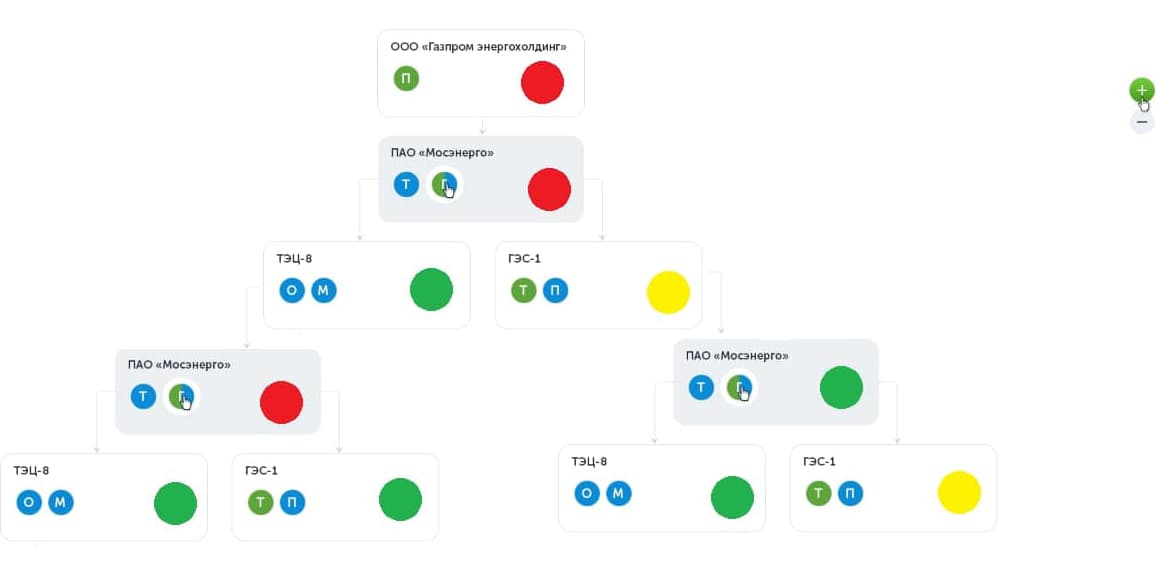 ООО «Газпром энергохолдинг»
П
+
−
ПАО «Мосэнерго»
Т Г
ТЭЦ-8
О М
ГЭС-1
Т П
ПАО «Мосэнерго»
Т Г
ПАО «Мосэнерго»
Т Г
ТЭЦ-8
О М
ГЭС-1
Т П
ТЭЦ-8
О М
ГЭС-1
Т П